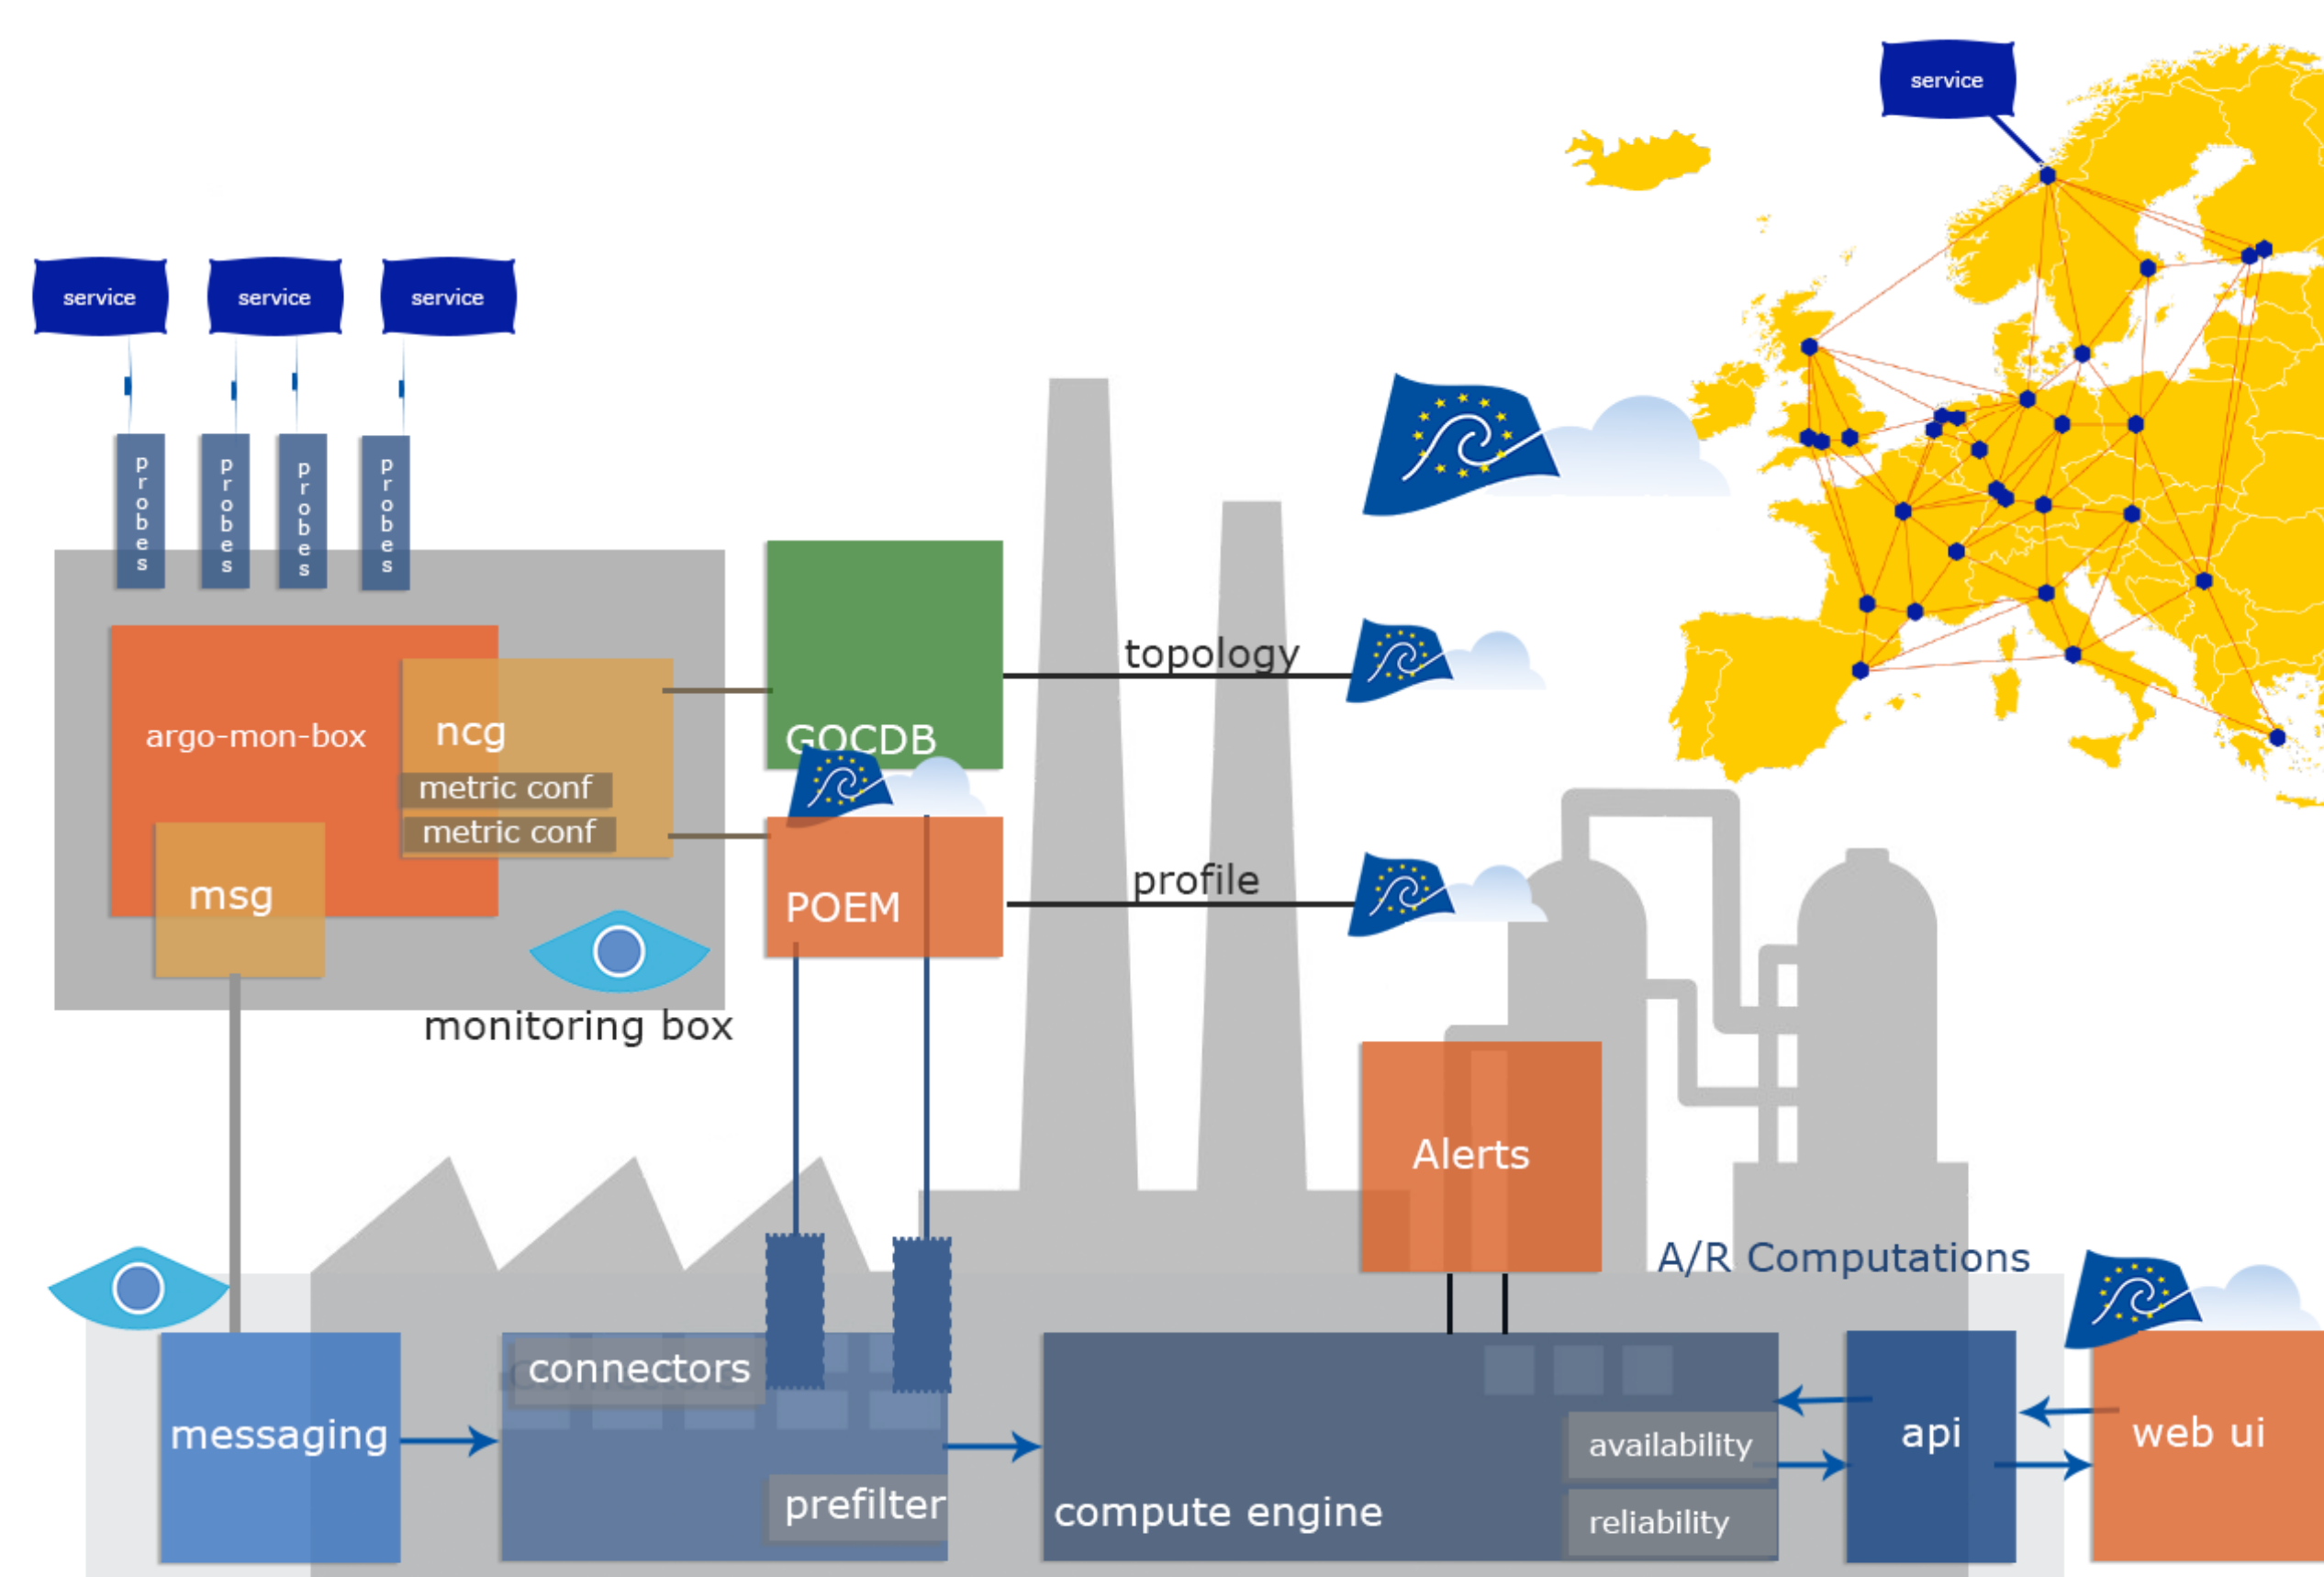 service
service
service
service
probes
probes
probes
probes
topology
GOCDB
argo-mon-box
ncg
metric conf
metric conf
msg
profile
POEM
monitoring box
Alerts
A/R Computations
connectors
messaging
availability
api
web ui
prefilter
compute engine
reliability